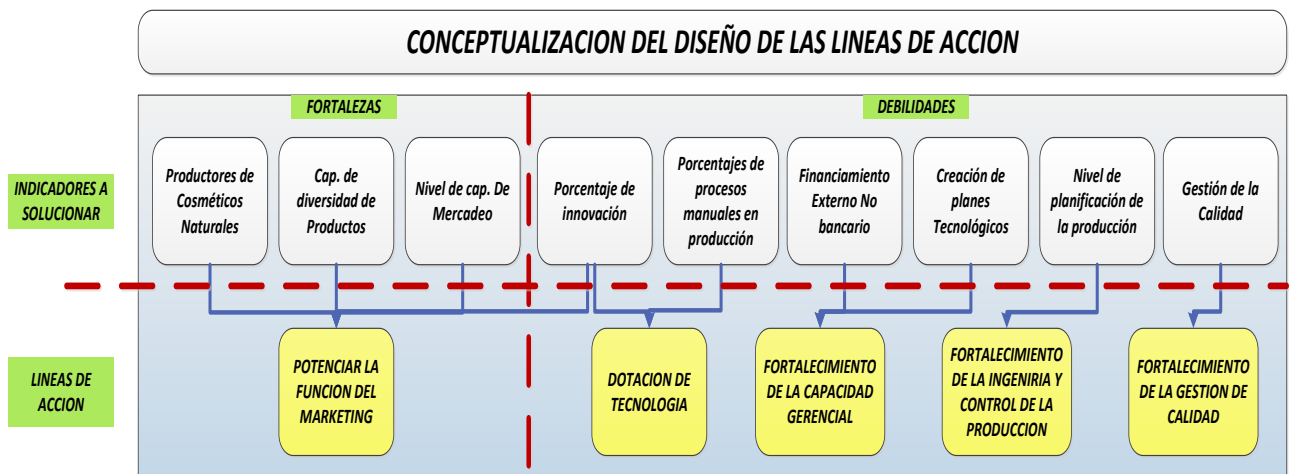 CONCEPTUALIZACION DEL DISEÑO DE LAS LINEAS DE ACCION
FORTALEZAS
DEBILIDADES
INDICADORES A
SOLUCIONAR
Productores de
Cosméticos
Naturales
Cap. de
diversidad de
Productos
Nivel de cap. De
Mercadeo
Porcentaje de
innovación
Porcentajes de
procesos
manuales en
producción
Financiamiento
Externo No
bancario
Creación de
planes
Tecnológicos
Nivel de
planificación de
la producción
Gestión de la
Calidad
LINEAS DE
ACCION
POTENCIAR LA
FUNCION DEL
MARKETING
DOTACION DE
TECNOLOGIA
FORTALECIMIENTO
DE LA CAPACIDAD
GERENCIAL
FORTALECIMIENTO
DE LA INGENIRIA Y
CONTROL DE LA
PRODUCCION
FORTALECIMIENTO
DE LA GESTION DE
CALIDAD